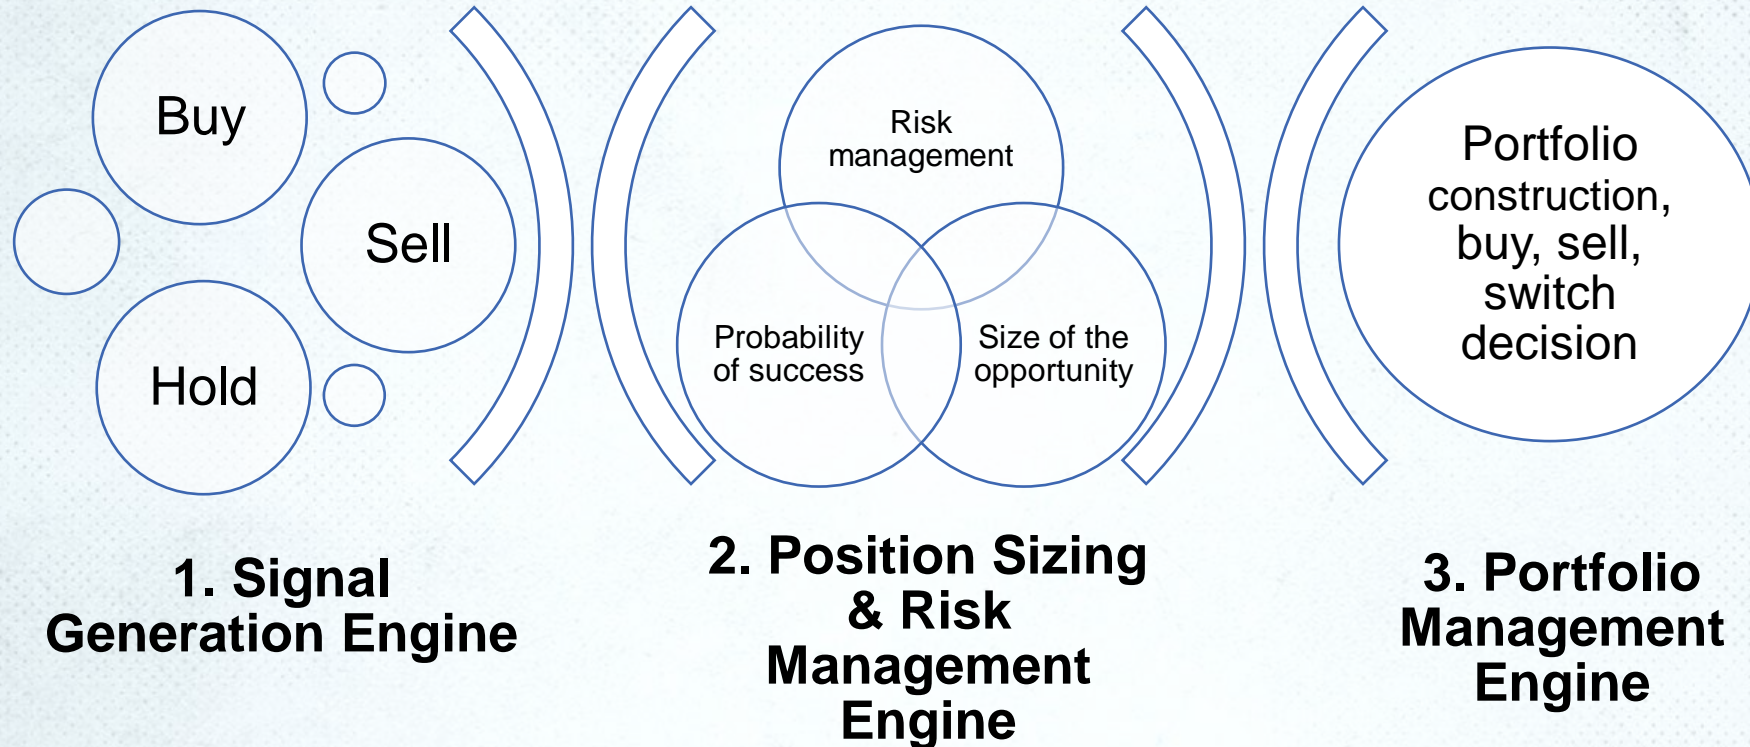 Buy
Sell
Hold
1. Signal
Generation Engine
Risk
management
Probability
of success
Size of the
opportunity
2. Position Sizing
& Risk
Management
Engine
Portfolio
construction,
buy, sell,
switch
decision
3. Portfolio
Management
Engine